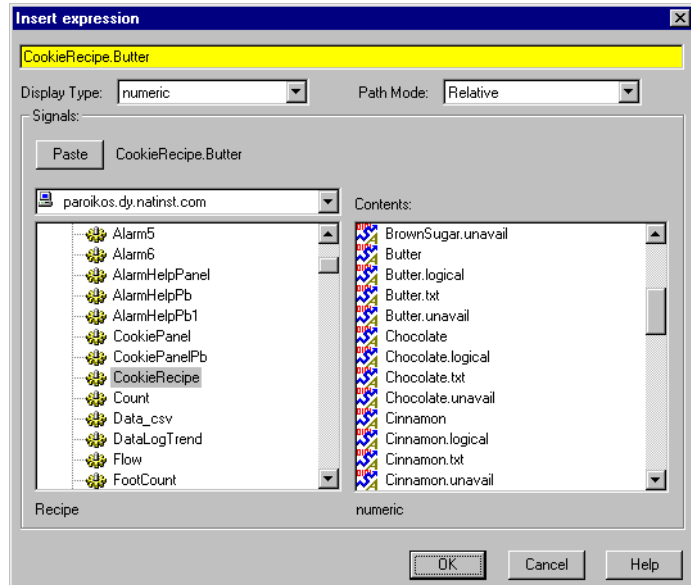 Insert expression
CookieRecipe.Butter
Display Type: numeric Path Mode: Relative
Signals:
Paste CookieRecipe.Butter
paroikos.dy.natinst.com
Contents:
Alarm5
Alarm6
AlarmHelpPanel
AlarmHelpPb
AlarmHelpPb1
CookiePanel
CookiePanelPb
CookieRecipe
Count
Data_csv
DataLogTrend
Flow
FootCount
BrownSugar.unavail
Butter
Butter.logical
Butter.txt
Butter.unavail
Chocolate
Chocolate.logical
Chocolate.txt
Chocolate.unavail
Cinnamon
Cinnamon.logical
Cinnamon.txt
Cinnamon.unavail
Recipe
numeric
OK Cancel Help